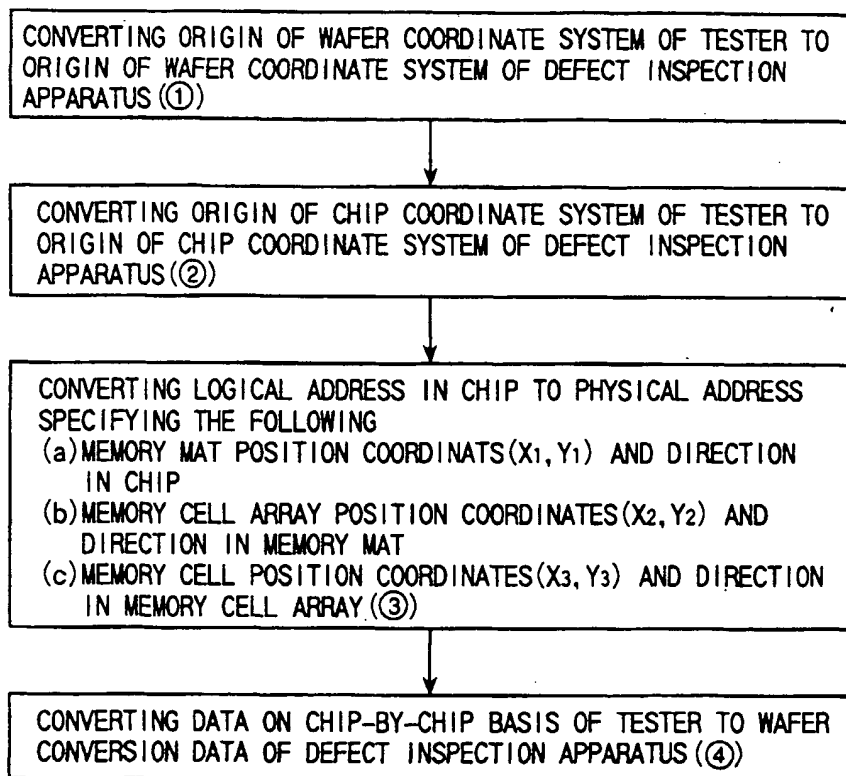 CONVERTING ORIGIN OF WAFER COORDINATE SYSTEM OF TESTER TO
ORIGIN OF WAFER COORDINATE SYSTEM OF DEFECT INSPECTION
APPARATUS(①)
CONVERTING ORIGIN OF CHIP COORDINATE SYSTEM OF TESTER TO
ORIGIN OF CHIP COORDINATE SYSTEM OF DEFECT INSPECTION
APPARATUS(②)
CONVERTING LOGICAL ADDRESS IN CHIP TO PHYSICAL ADDRESS
SPECIFYING THE FOLLOWING
(a)MEMORY MAT POSITION COORDINATS(X1,Y1) AND DIRECTION
IN CHIP
(b)MEMORY CELL ARRAY POSITION COORDINATES(X2,Y2) AND
DIRECTION IN MEMORY MAT
(c)MEMORY CELL POSITION COORDINATES(X3,Y3) AND DIRECTION
IN MEMORY CELL ARRAY(③)
CONVERTING DATA ON CHIP-BY-CHIP BASIS OF TESTER TO WAFER
CONVERSION DATA OF DEFECT INSPECTION APPARATUS(④)